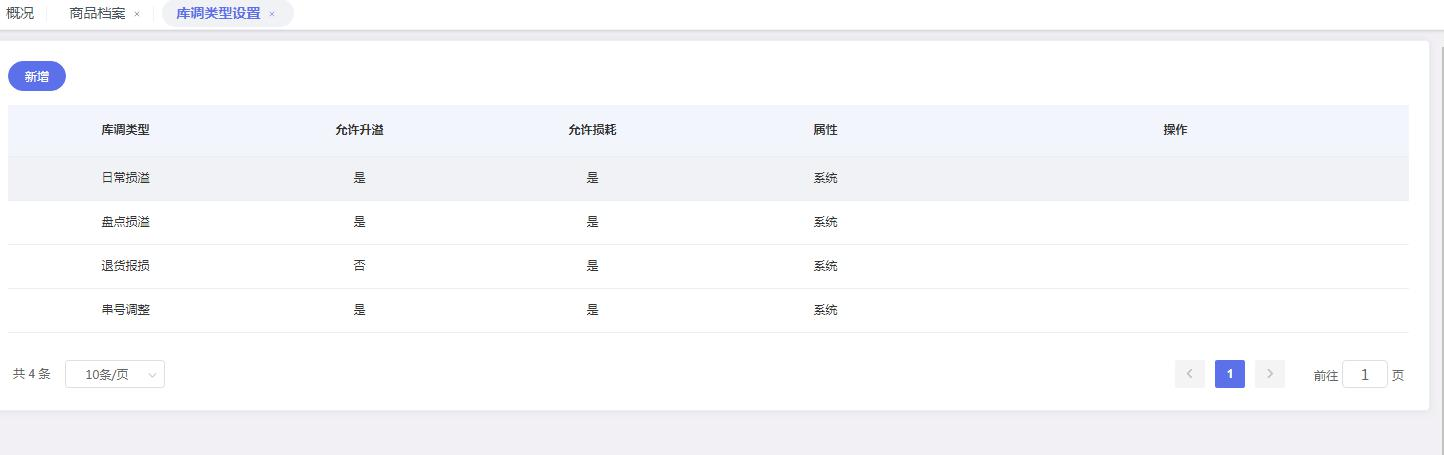 概况 商品档案 × 库调类型设置 ×
新增
库调类型 允许升溢 允许损耗 属性 操作
日常损溢 是 是 系统
盘点损溢 是 是 系统
退货报损 否 是 系统
串号调整 是 是 系统
共 4 条 10条/页 1 前往 1 页